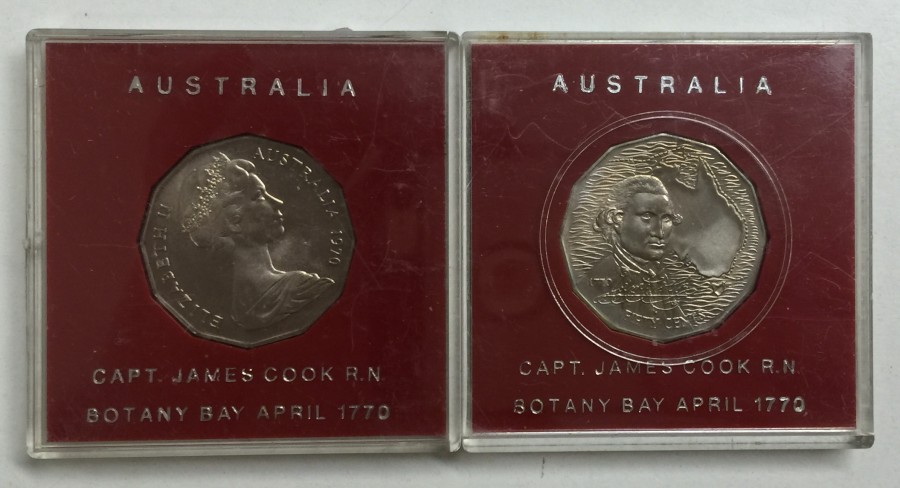 AUSTRALIA
ELIZABETH II AUSTRALIA 1970
CAPT. JAMES COOK R.N.
BOTANY BAY APRIL 1770
AUSTRALIA
FIFTY CENTS
CAPT. JAMES COOK R.N.
BOTANY BAY APRIL 1770